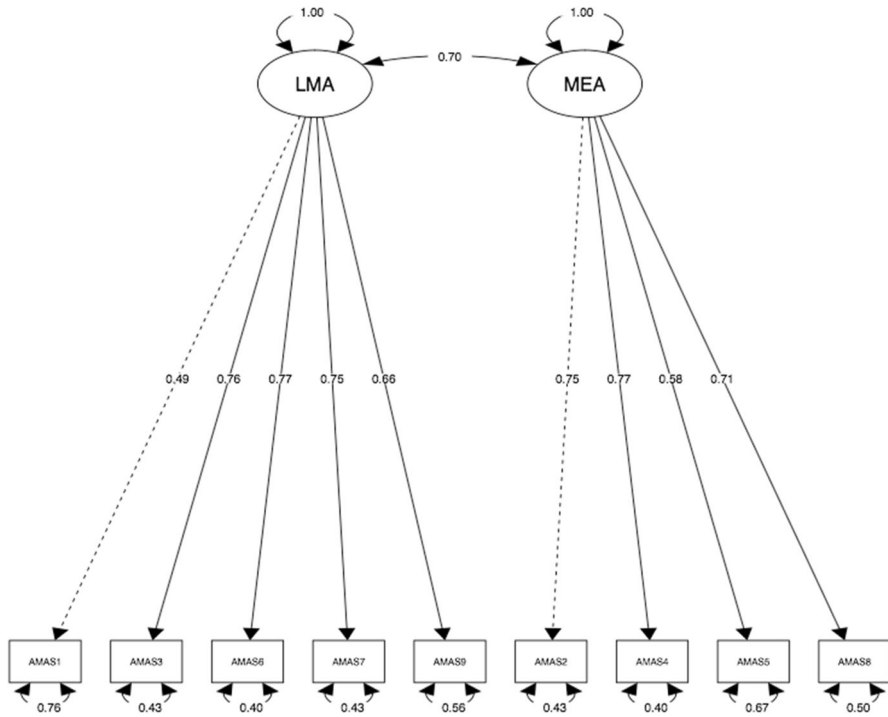 1.00 1.00
0.70
LMA MEA
0.49 0.76 0.77 0.75 0.66 0.75 0.77 0.58 0.71
AMAS1 AMAS3 AMAS6 AMAS7 AMAS9 AMAS2 AMAS4 AMAS5 AMAS8
0.76 0.43 0.40 0.43 0.56 0.43 0.40 0.67 0.50